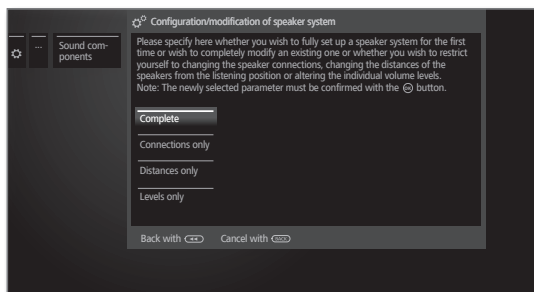 Configuration/modification of speaker system
...
Sound com-
ponents
Please specify here whether you wish to fully set up a speaker system for the first
time or wish to completely modify an existing one or whether you wish to restrict
yourself to changing the speaker connections, changing the distances of the
speakers from the listening position or altering the individual volume levels.
Note: The newly selected parameter must be confirmed with the OK button.
Complete
Connections only
Distances only
Levels only
Back with Cancel with BACK